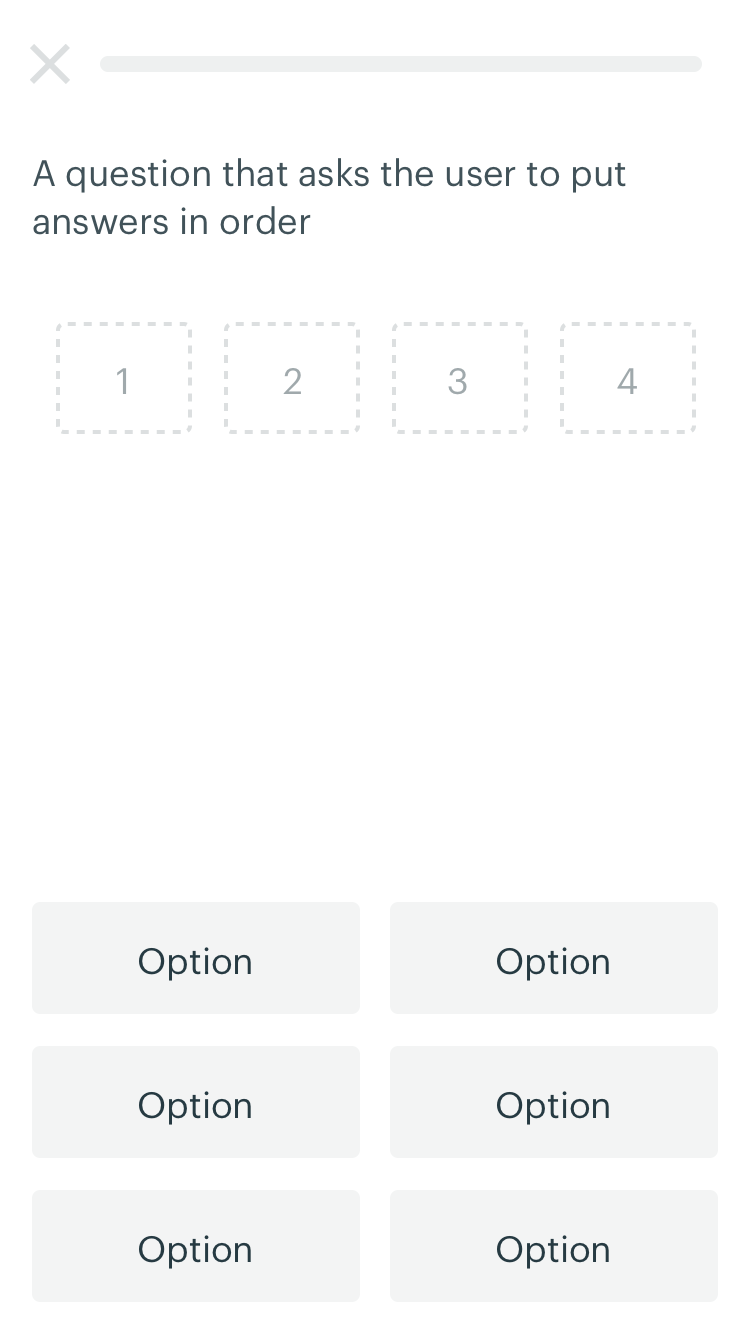 A question that asks the user to put
answers in order
1 2 3 4
Option Option
Option Option
Option Option